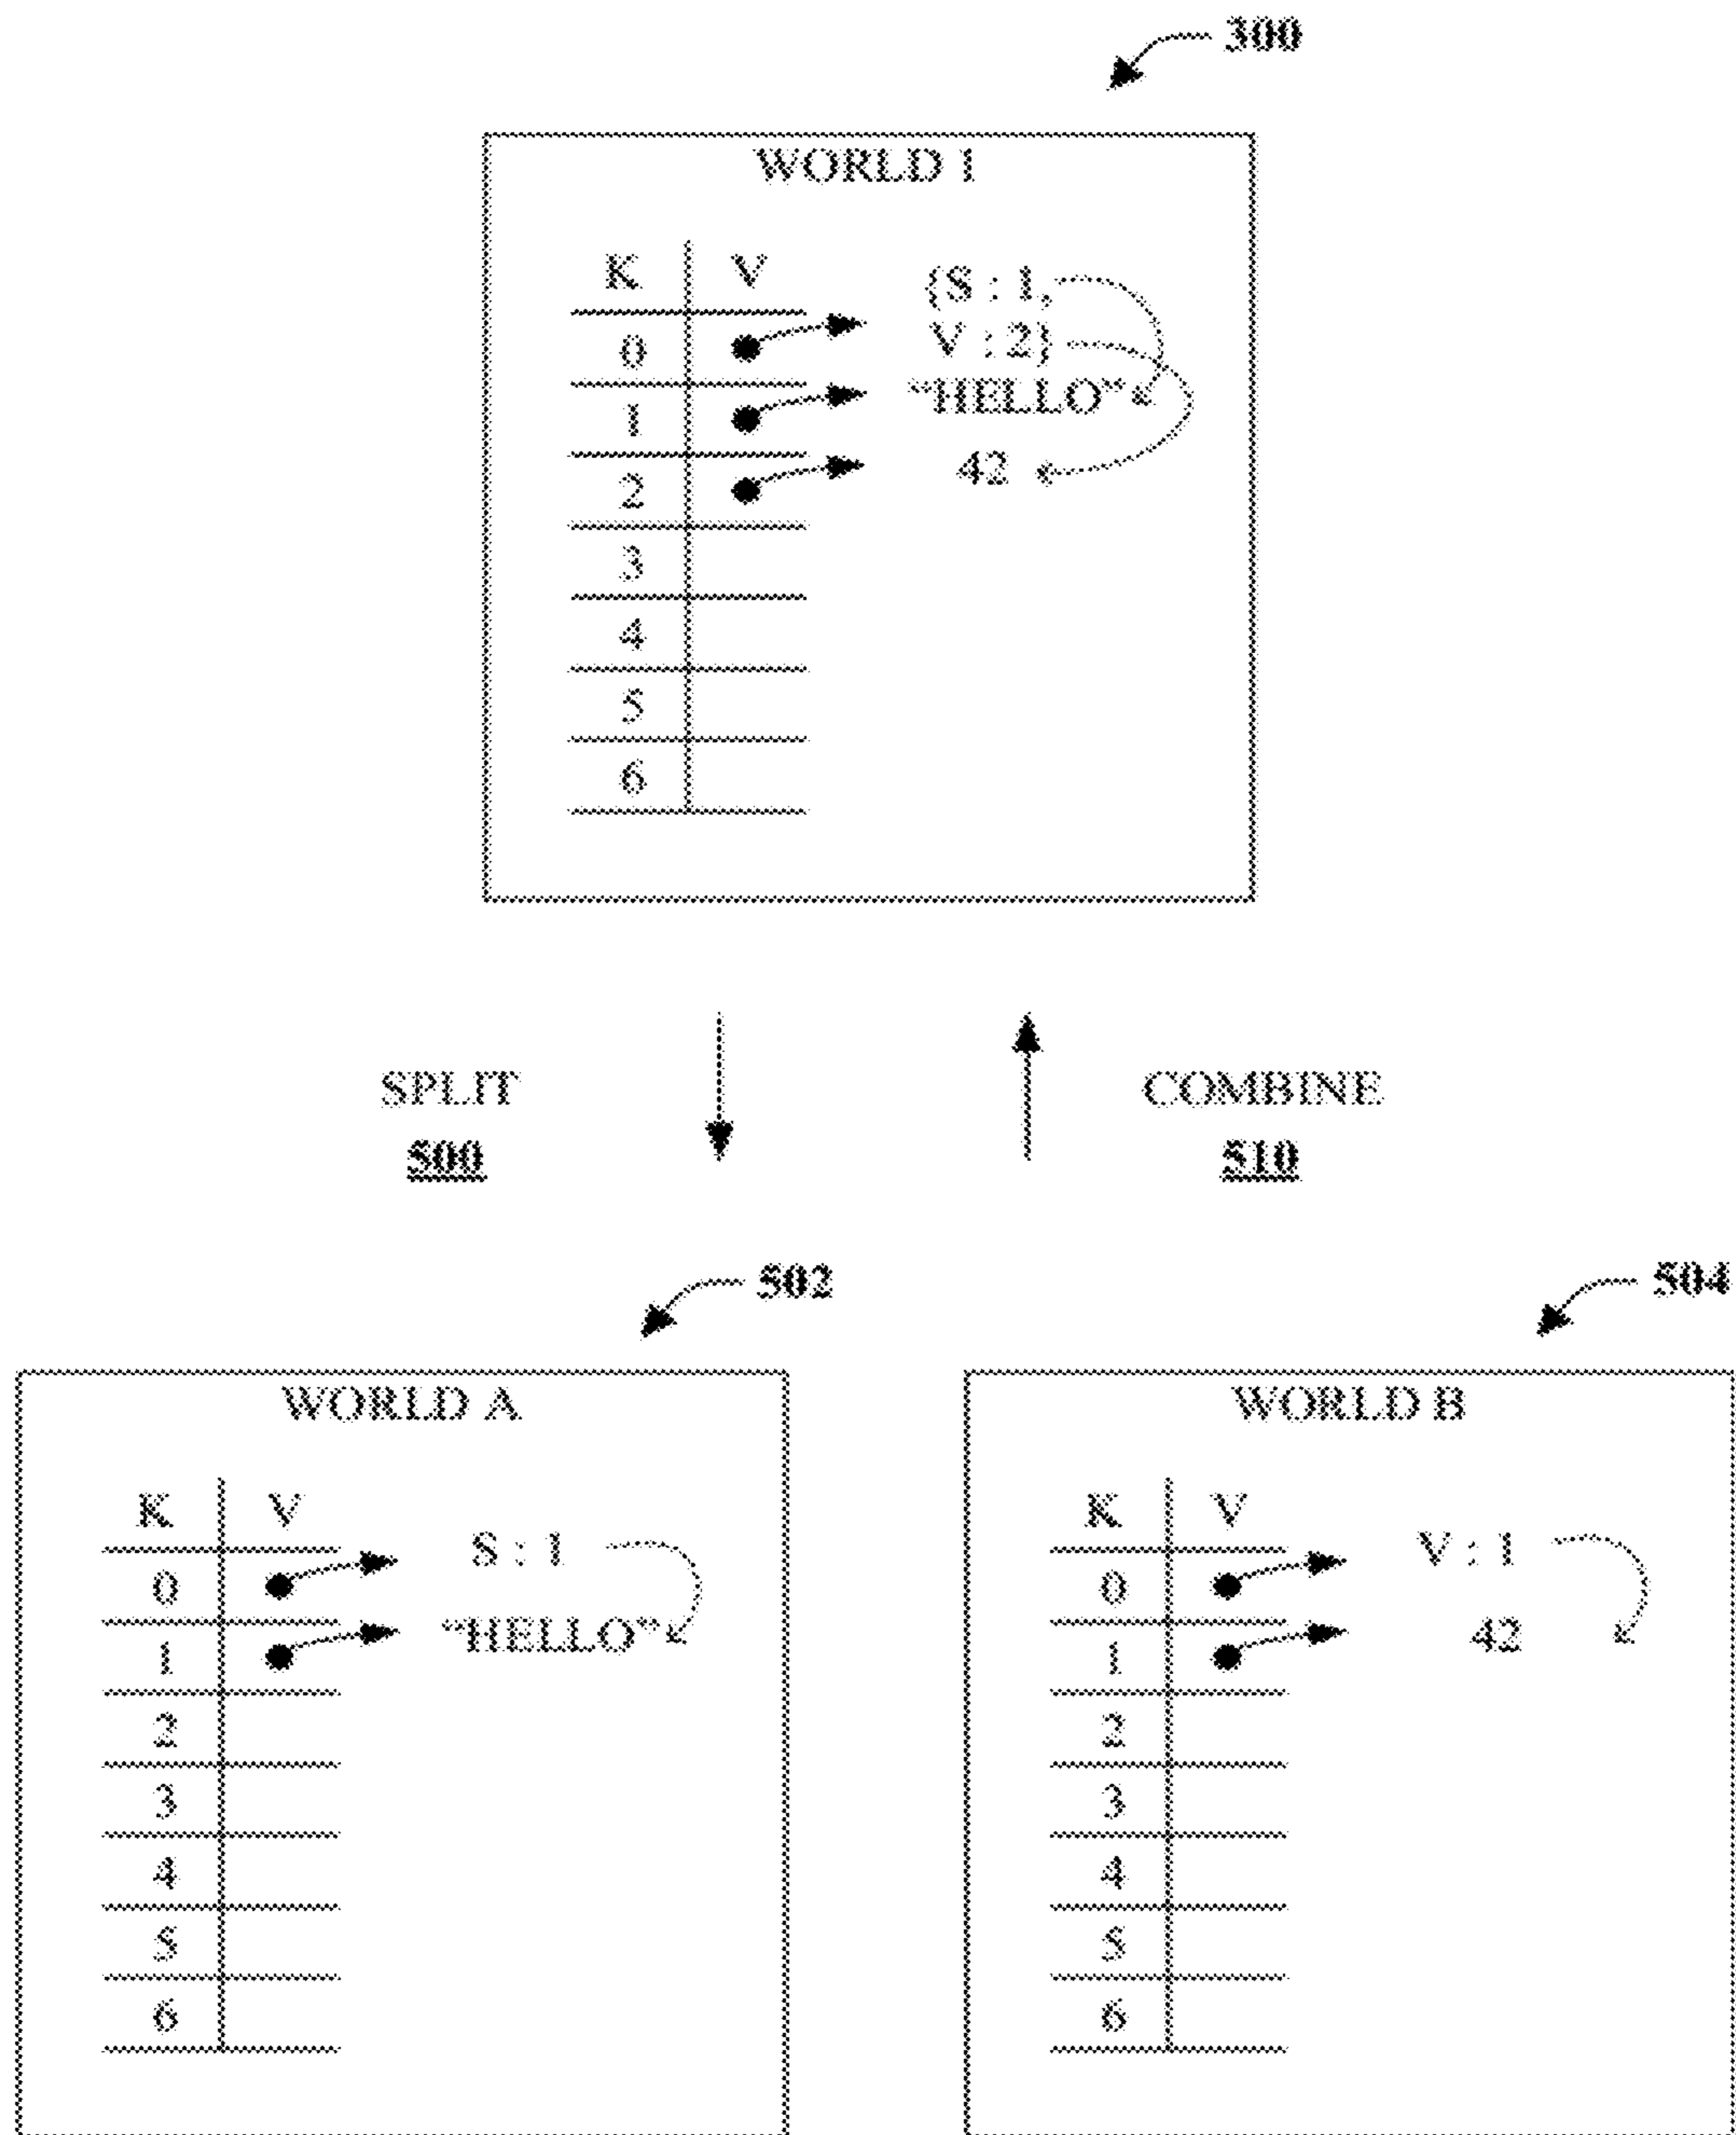 300
WORLD 1
K V {S : 1,
0 V : 2}
1 “HELLO”
2 42
3
4
5
6
SPLIT COMBINE
500 510
502 504
WORLD A
K V S : 1
0
1 “HELLO”
2
3
4
5
6
WORLD B
K V V : 1
0
1 42
2
3
4
5
6